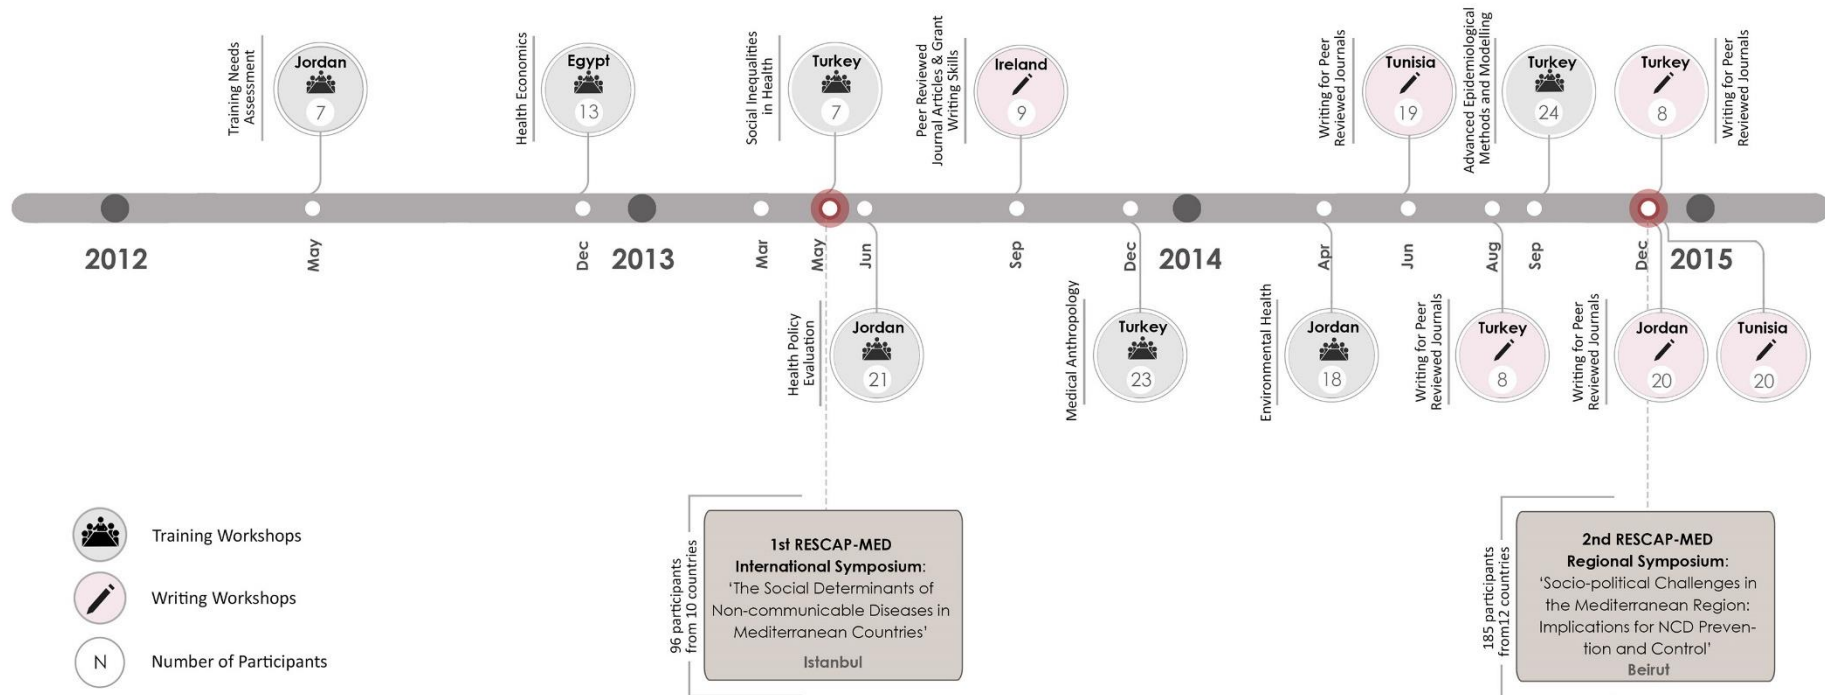 Training Needs
Assessment
Jordan
7
Health Economics
Egypt
13
Social Inequalities
in Health
Turkey
7
Peer Reviewed
Journal Articles & Grant
Writing Skills
Ireland
9
Writing for Peer
Reviewed Journals
Tunisia
19
Advanced Epidemiological
Methods and Modelling
Turkey
24
Turkey
8
Writing for Peer
Reviewed Journals
2012
May
Dec
2013
Mar
May
Jun
Sep
Dec
2014
Apr
Jun
Aug
Sep
Dec
2015
Health Policy
Evaluation
Jordan
21
Medical Anthropology
Turkey
23
Environmental Health
Jordan
18
Writing for Peer
Reviewed Journals
Turkey
8
Writing for Peer
Reviewed Journals
Jordan
20
Tunisia
20
Training Workshops
Writing Workshops
N
Number of Participants
96 participants
from 10 countries
1st RESCAP-MED
International Symposium:
‘The Social Determinants of
Non-communicable Diseases in
Mediterranean Countries’
Istanbul
185 participants
from12 countries
2nd RESCAP-MED
Regional Symposium:
‘Socio-political Challenges in
the Mediterranean Region:
Implications for NCD Preven-
tion and Control’
Beirut